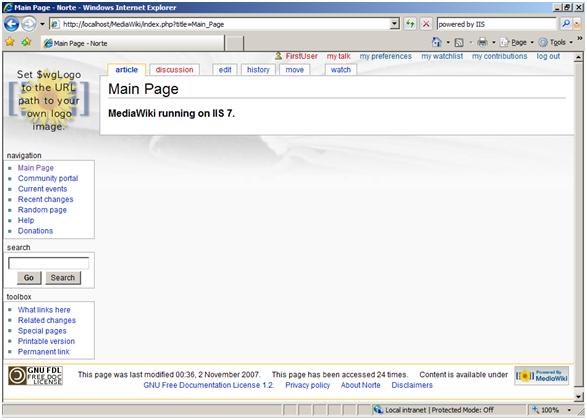 Main Page - Norte - Windows Internet Explorer
http://localhost/MediaWiki/index.php?title=Main_Page
powered by IIS
Main Page - Norte
Page
Tools
FirstUser my talk my preferences my watchlist my contributions log out
article discussion edit history move watch
Set $wgLogo
to the URL
path to your
own logo
image.
Main Page
MediaWiki running on IIS 7.
navigation
Main Page
Community portal
Current events
Recent changes
Random page
Help
Donations
search
Go Search
toolbox
What links here
Related changes
Special pages
Printable version
Permanent link
GNU FDL
FREE DOC
LICENSE
This page was last modified 00:36, 2 November 2007. This page has been accessed 24 times. Content is available under
GNU Free Documentation License 1.2. Privacy policy About Norte Disclaimers
Powered By
MediaWiki
Local intranet | Protected Mode: Off 100%